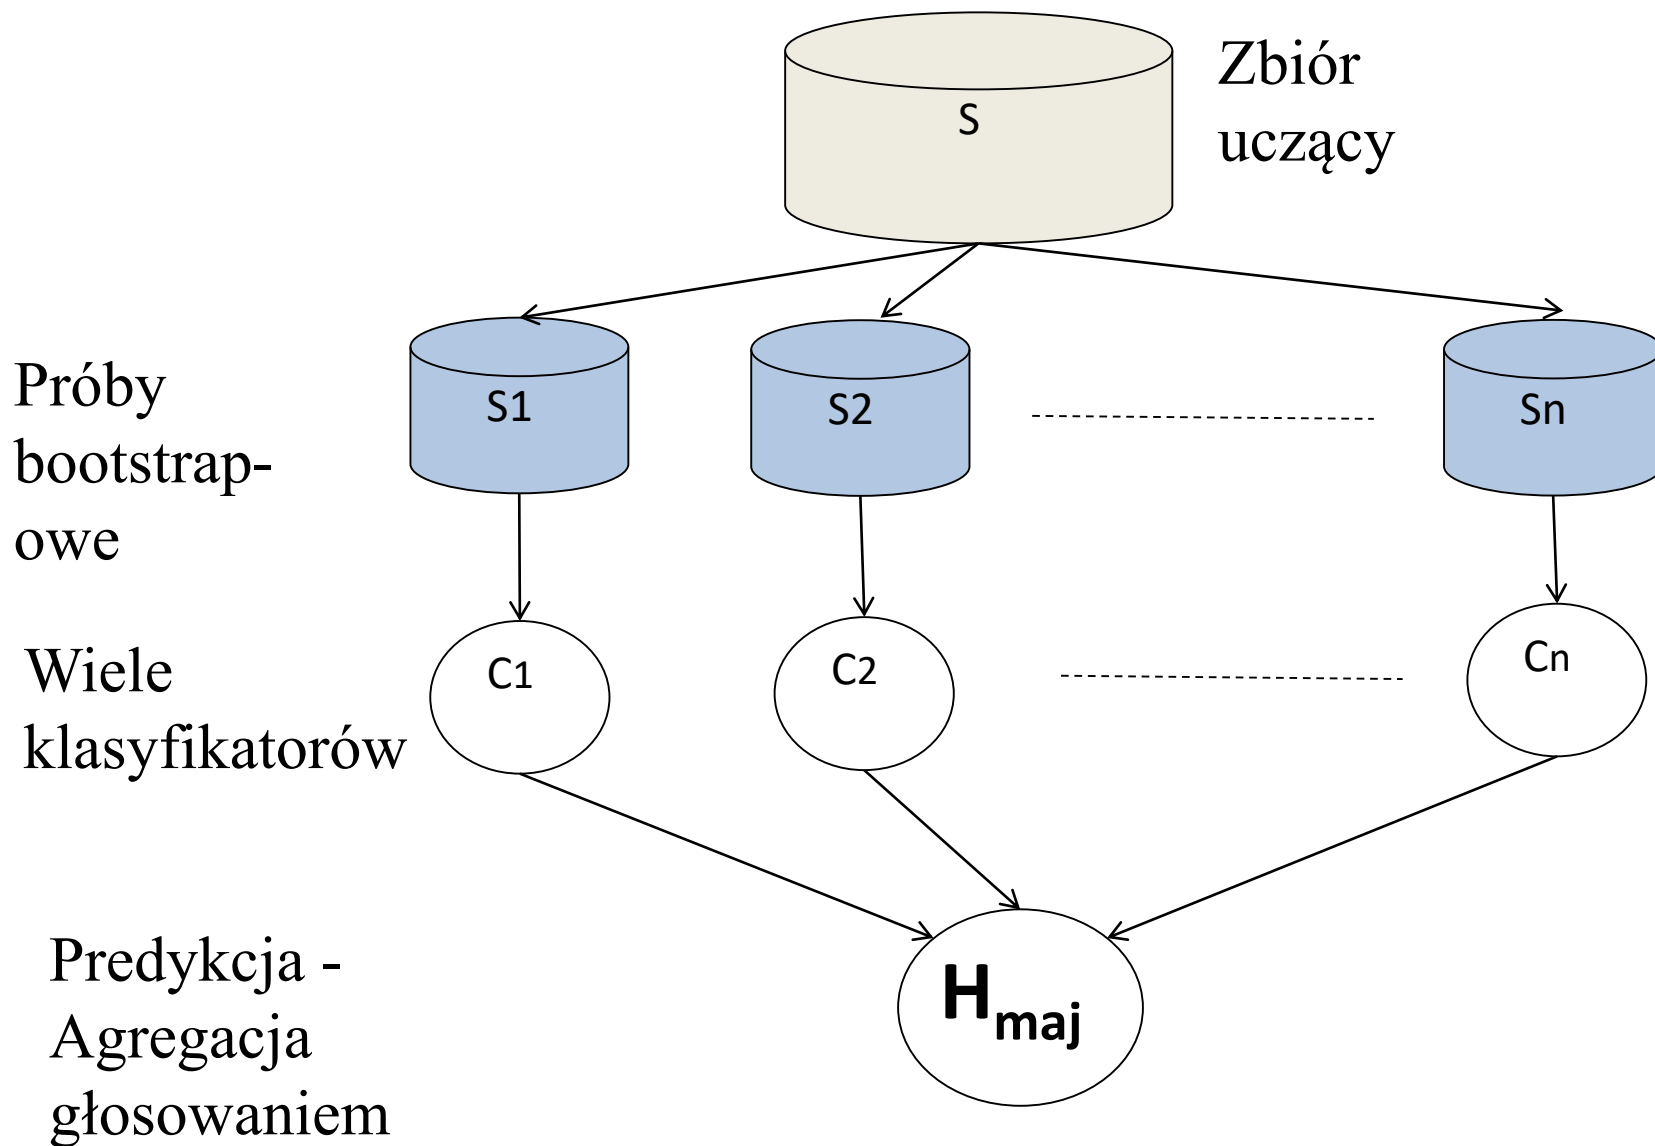 S
Zbiór
uczący
Próby
bootstrap-
owe
S1
S2
Sn
Wiele
klasyfikatorów
C1
C2
Cn
Predykcja -
Agregacja
głosowaniem
Hmaj